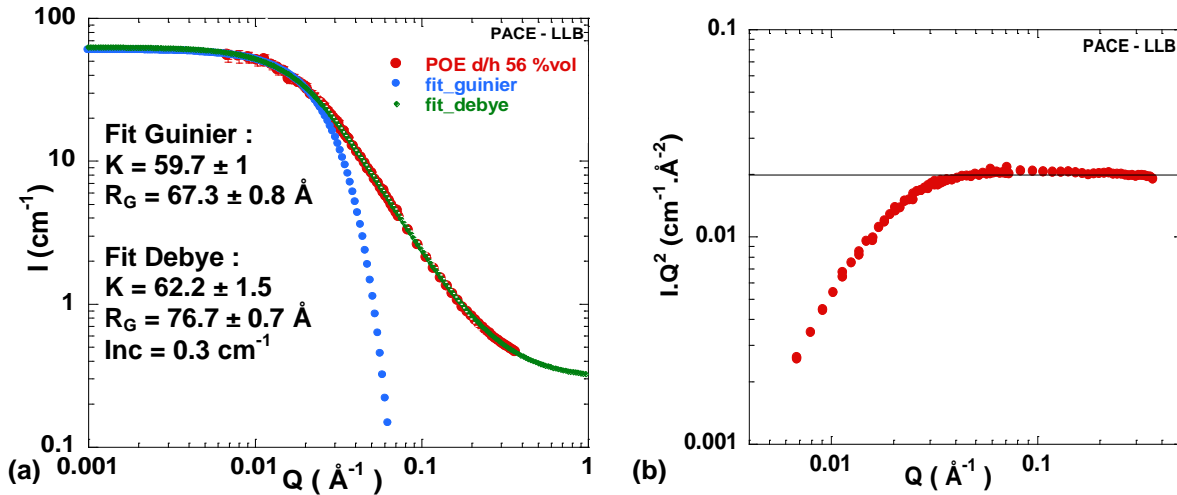 PACE - LLB
POE d/h 56 %vol
fit_guinier
fit_debye
Fit Guinier :
K = 59.7 ± 1
R_G = 67.3 ± 0.8 Å
Fit Debye :
K = 62.2 ± 1.5
R_G = 76.7 ± 0.7 Å
Inc = 0.3 cm⁻¹
100
10
1
0.1
I (cm⁻¹)
0.001
0.01
0.1
1
Q ( Å⁻¹)
(a)
PACE - LLB
0.1
0.01
0.001
I.Q² (cm⁻¹.Å⁻²)
0.01
0.1
Q ( Å⁻¹)
(b)